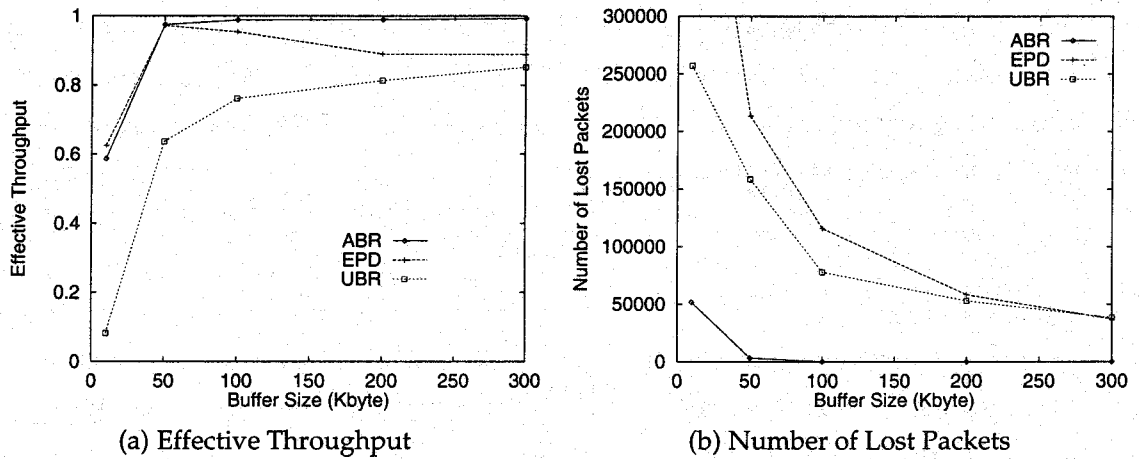 1
0.8
0.6
0.4
0.2
0
Effective Throughput
ABR
EPD
UBR
0 50 100 150 200 250 300
Buffer Size (Kbyte)
(a) Effective Throughput
300000
250000
200000
150000
100000
50000
0
Number of Lost Packets
ABR
EPD
UBR
0 50 100 150 200 250 300
Buffer Size (Kbyte)
(b) Number of Lost Packets